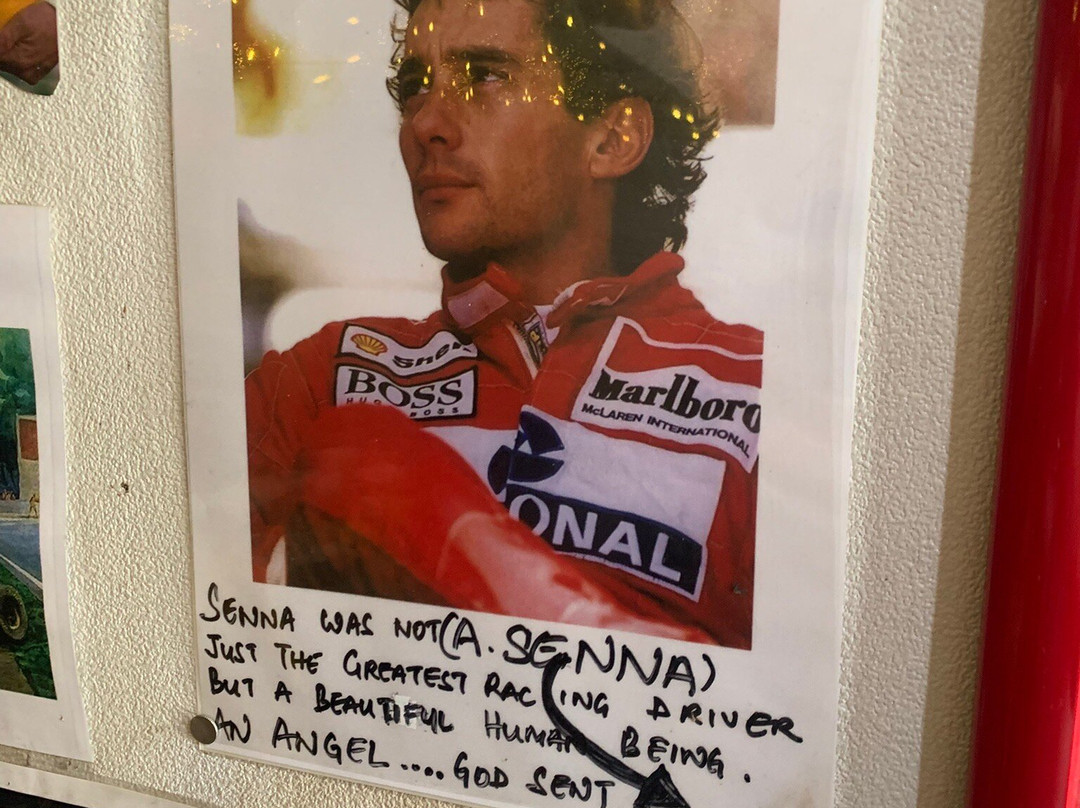 Shell
BOSS
HUGO BOSS
Marlboro
McLAREN INTERNATIONAL
ONAL
SENNA WAS NOT (A. SENNA)
JUST THE GREATEST RACING DRIVER
BUT A BEAUTIFUL HUMAN BEING.
AN ANGEL.... GOD SENT